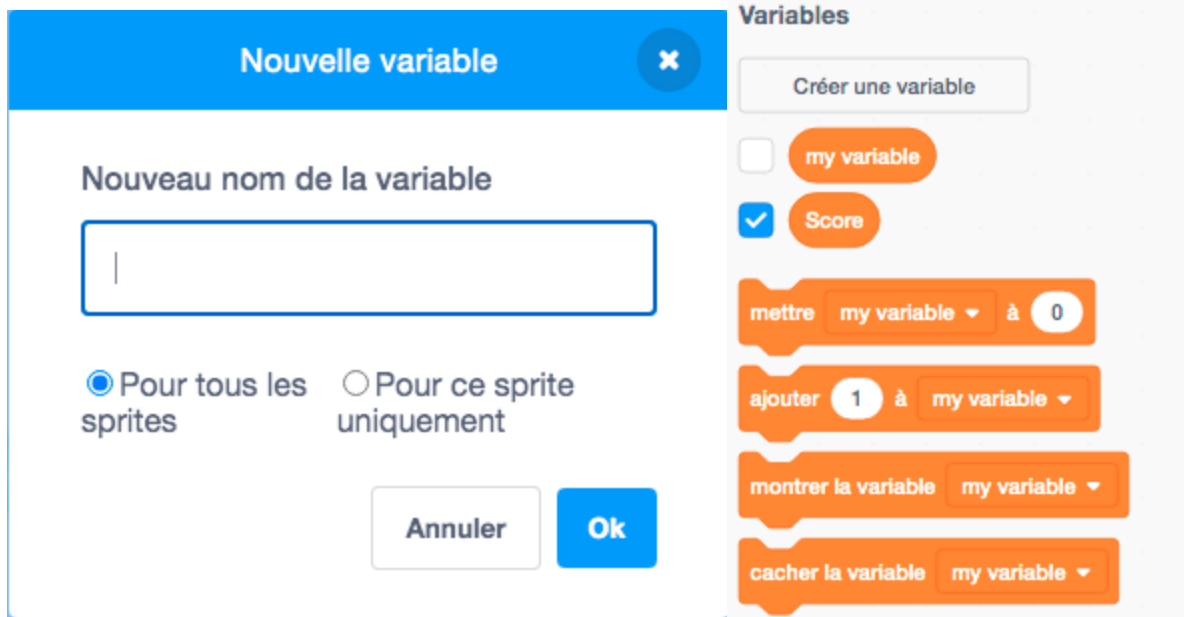 Nouvelle variable
Nouveau nom de la variable
Pour tous les
sprites
Pour ce sprite
uniquement
Annuler
Ok
Variables
Créer une variable
my variable
Score
mettre my variable à 0
ajouter 1 à my variable
montrer la variable my variable
cacher la variable my variable